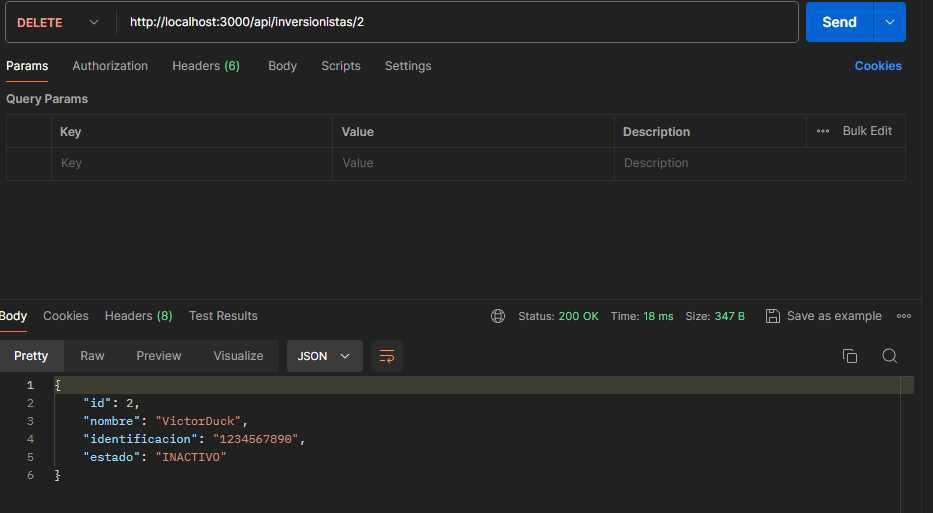 DELETE http://localhost:3000/api/inversionistas/2 Send
Params Authorization Headers (6) Body Scripts Settings Cookies
Query Params
Key Value Description ••• Bulk Edit
Key Value Description
Body Cookies Headers (8) Test Results Status: 200 OK Time: 18 ms Size: 347 B Save as example •••
Pretty Raw Preview Visualize JSON
1 {
2 "id": 2,
3 "nombre": "VictorDuck",
4 "identificacion": "1234567890",
5 "estado": "INACTIVO"
6 }